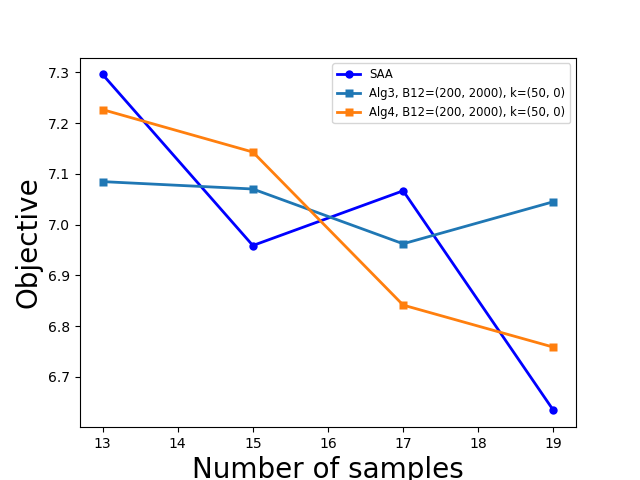 7.3
7.2
7.1
7.0
6.9
6.8
6.7
Objective
SAA
Alg3, B12=(200, 2000), k=(50, 0)
Alg4, B12=(200, 2000), k=(50, 0)
13 14 15 16 17 18 19
Number of samples